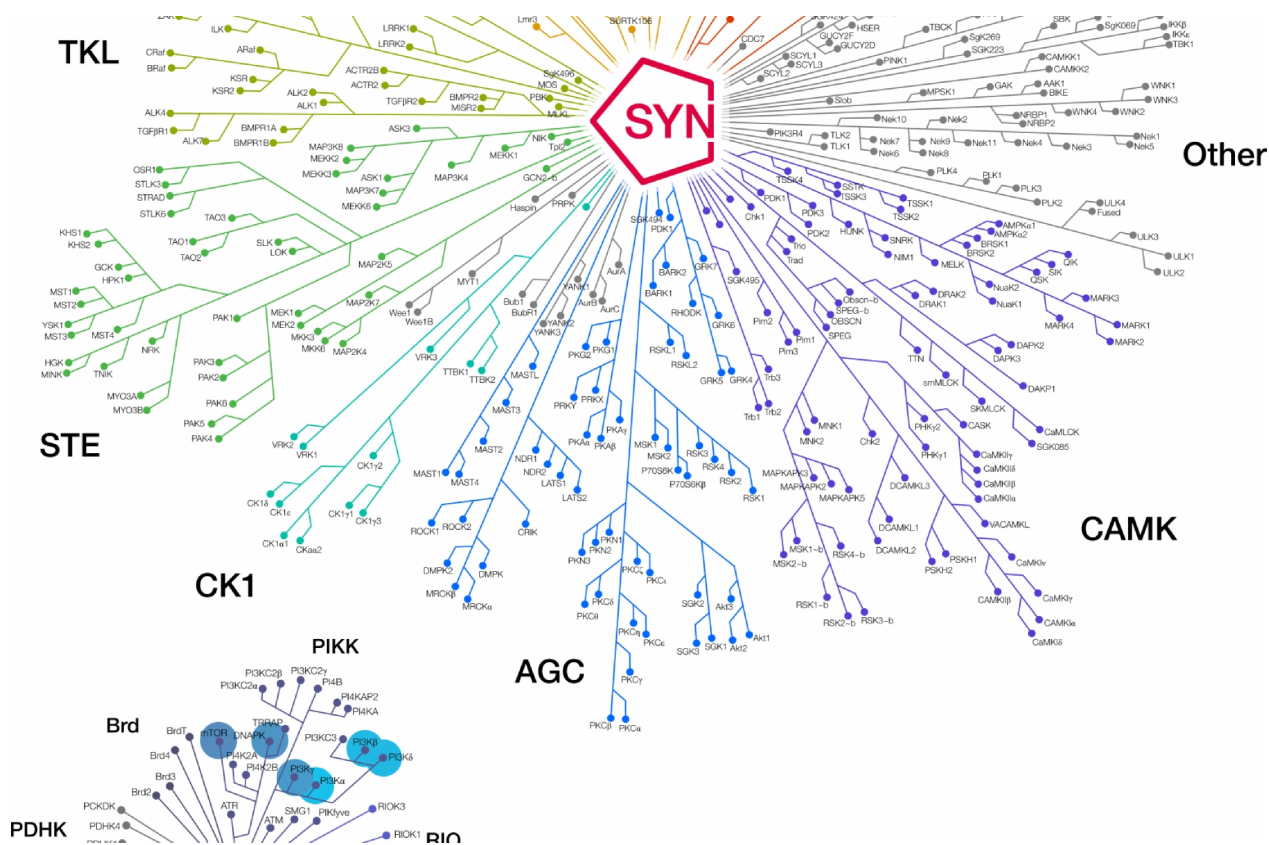 TKL
STE
CK1
AGC
CAMK
Other
SYN
PIKK
Brd
PDHK
RIO
Lmr3
SURTK106
ILK
LRRK1
LRRK2
CRaf
BRaf
ARaf
KSR
KSR2
ACTR2B
ACTR2
TGFβR2
BMPR2
MISR2
ALK2
ALK1
ALK4
TGFβR1
ALK7
BMPR1A
BMPR1B
SgK496
MOS
PBK
MLKL
NIK
Tpl2
ASK3
MAP3K8
MEKK2
MEKK3
MEKK1
MAP3K4
ASK1
MAP3K7
MEKK6
GCN2~b
Haspin
PRPK
OSR1
STLK3
STRAD
STLK6
TAO3
TAO1
TAO2
SLK
LOK
KHS1
KHS2
GCK
HPK1
MST1
MST2
YSK1
MST3
MST4
HGK
MINK
TNIK
NRK
MYO3A
MYO3B
PAK1
PAK3
PAK2
PAK6
PAK5
PAK4
MAP2K5
MAP2K7
MEK1
MEK2
MKK3
MKK6
MAP2K4
Wee1
Wee1B
MYT1
VRK3
TTBK1
TTBK2
VRK2
VRK1
CK1γ2
CK1δ
CK1ε
CK1γ1
CK1γ3
CK1α1
CKaα2
Bub1
BubR1
YANK1
YANK2
YANK3
AurA
AurB
AurC
SGK494
PDK1
BARK2
BARK1
GRK7
RHODK
GRK6
GRK5
GRK4
PKG2
PKG1
RSKL1
RSKL2
MASTL
MAST3
MAST2
MAST1
MAST4
PRKY
PRKX
PKAγ
PKAα
PKAβ
NDR1
NDR2
LATS1
LATS2
MSK1
MSK2
P70S6K
P70S6Kβ
RSK3
RSK4
RSK2
RSK1
ROCK1
ROCK2
CRIK
DMPK2
DMPK
MRCKβ
MRCKα
PKN1
PKN2
PKN3
PKCζ
PKCι
PKCδ
PKCθ
PKCη
PKCε
PKCγ
PKCβ
PKCα
SGK2
SGK3
SGK1
Akt3
Akt2
Akt1
CDC7
HSER
GUCY2F
GUCY2D
SCYL1
SCYL3
SCYL2
TBCK
PINK1
SgK269
SGK223
SBK
SgK069
IKKβ
IKKε
TBK1
CAMKK1
CAMKK2
Slob
MPSK1
GAK
AAK1
BIKE
WNK1
WNK3
WNK4
WNK2
NRBP1
NRBP2
Nek10
Nek2
PIK3R4
TLK2
TLK1
Nek7
Nek6
Nek9
Nek8
Nek11
Nek4
Nek3
Nek1
Nek5
PLK4
PLK1
PLK3
PLK2
ULK4
Fused
ULK3
ULK1
ULK2
TSSK4
SSTK
TSSK3
TSSK1
TSSK2
PDK1
Chk1
PDK3
PDK2
HUNK
SNRK
NIM1
MELK
AMPKα1
AMPKα2
BRSK1
BRSK2
QIK
SIK
QSK
NuaK2
NuaK1
MARK3
MARK4
MARK1
MARK2
Trio
Trad
SGK495
Pim2
Pim1
Pim3
Trb3
Trb1
Trb2
Obscn~b
SPEG~b
OBSCN
SPEG
DRAK2
DRAK1
TTN
smMLCK
SKMLCK
DAPK2
DAPK3
DAKP1
CaMLCK
SGK085
MNK1
MNK2
Chk2
PHKγ2
PHKγ1
CASK
CaMKIIγ
CaMKIIδ
CaMKIIβ
CaMKIIα
MAPKAPK3
MAPKAPK2
MAPKAPK5
DCAMKL3
DCAMKL1
DCAMKL2
VACAMKL
MSK1~b
MSK2~b
RSK4~b
RSK1~b
RSK2~b
RSK3~b
PSKH2
PSKH1
CaMKIv
CAMKIIβ
CaMKIγ
CAMKIα
CaMKIδ
PI3KC2β
PI3KC2γ
PI3KC2α
PI4B
PI4KAP2
PI4KA
BrdT
Brd4
Brd3
Brd2
mTOR
DNAPK
TRRAP
PI3KC3
PI3Kβ
PI3Kδ
PI4K2A
PI4K2B
PI3Kγ
PI3Kα
ATR
ATM
SMG1
PIKfyve
PCKDK
PDHK4
RIOK3
RIOK1